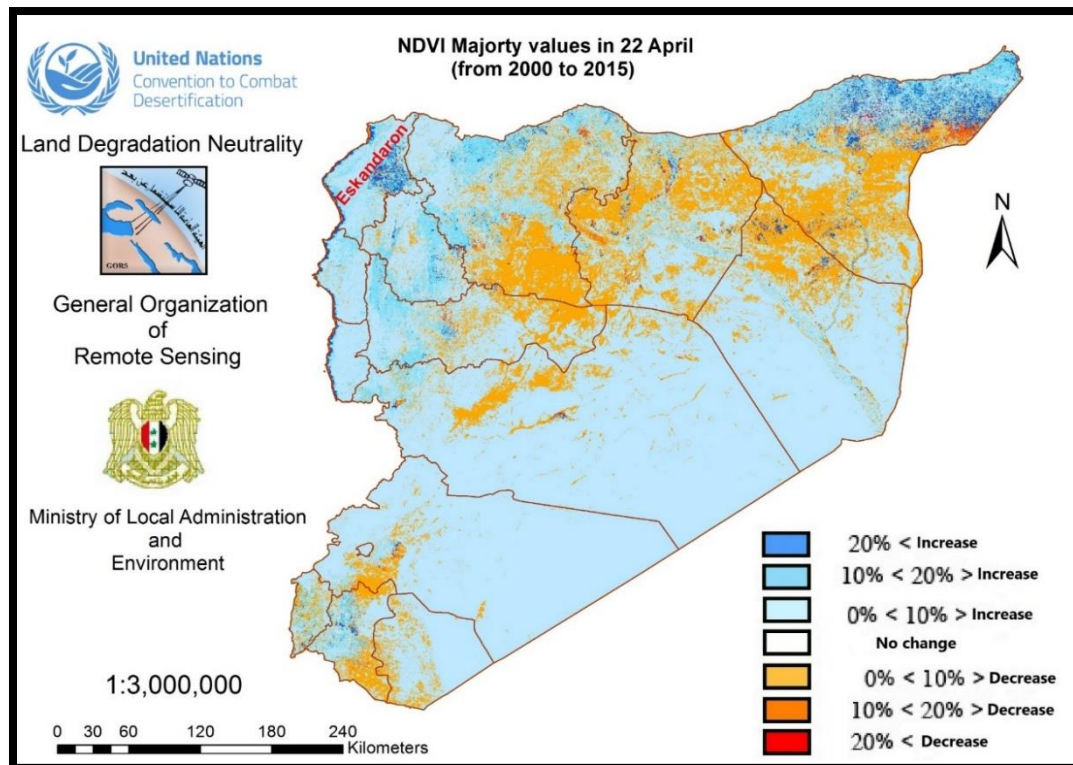 NDVI Majorty values in 22 April
(from 2000 to 2015)
United Nations
Convention to Combat
Desertification
Land Degradation Neutrality
GORS
General Organization
of
Remote Sensing
Ministry of Local Administration
and
Environment
Eskandaron
N
20% < Increase
10% < 20% > Increase
0% < 10% > Increase
No change
0% < 10% > Decrease
10% < 20% > Decrease
20% < Decrease
1:3,000,000
0 30 60 120 180 240
Kilometers